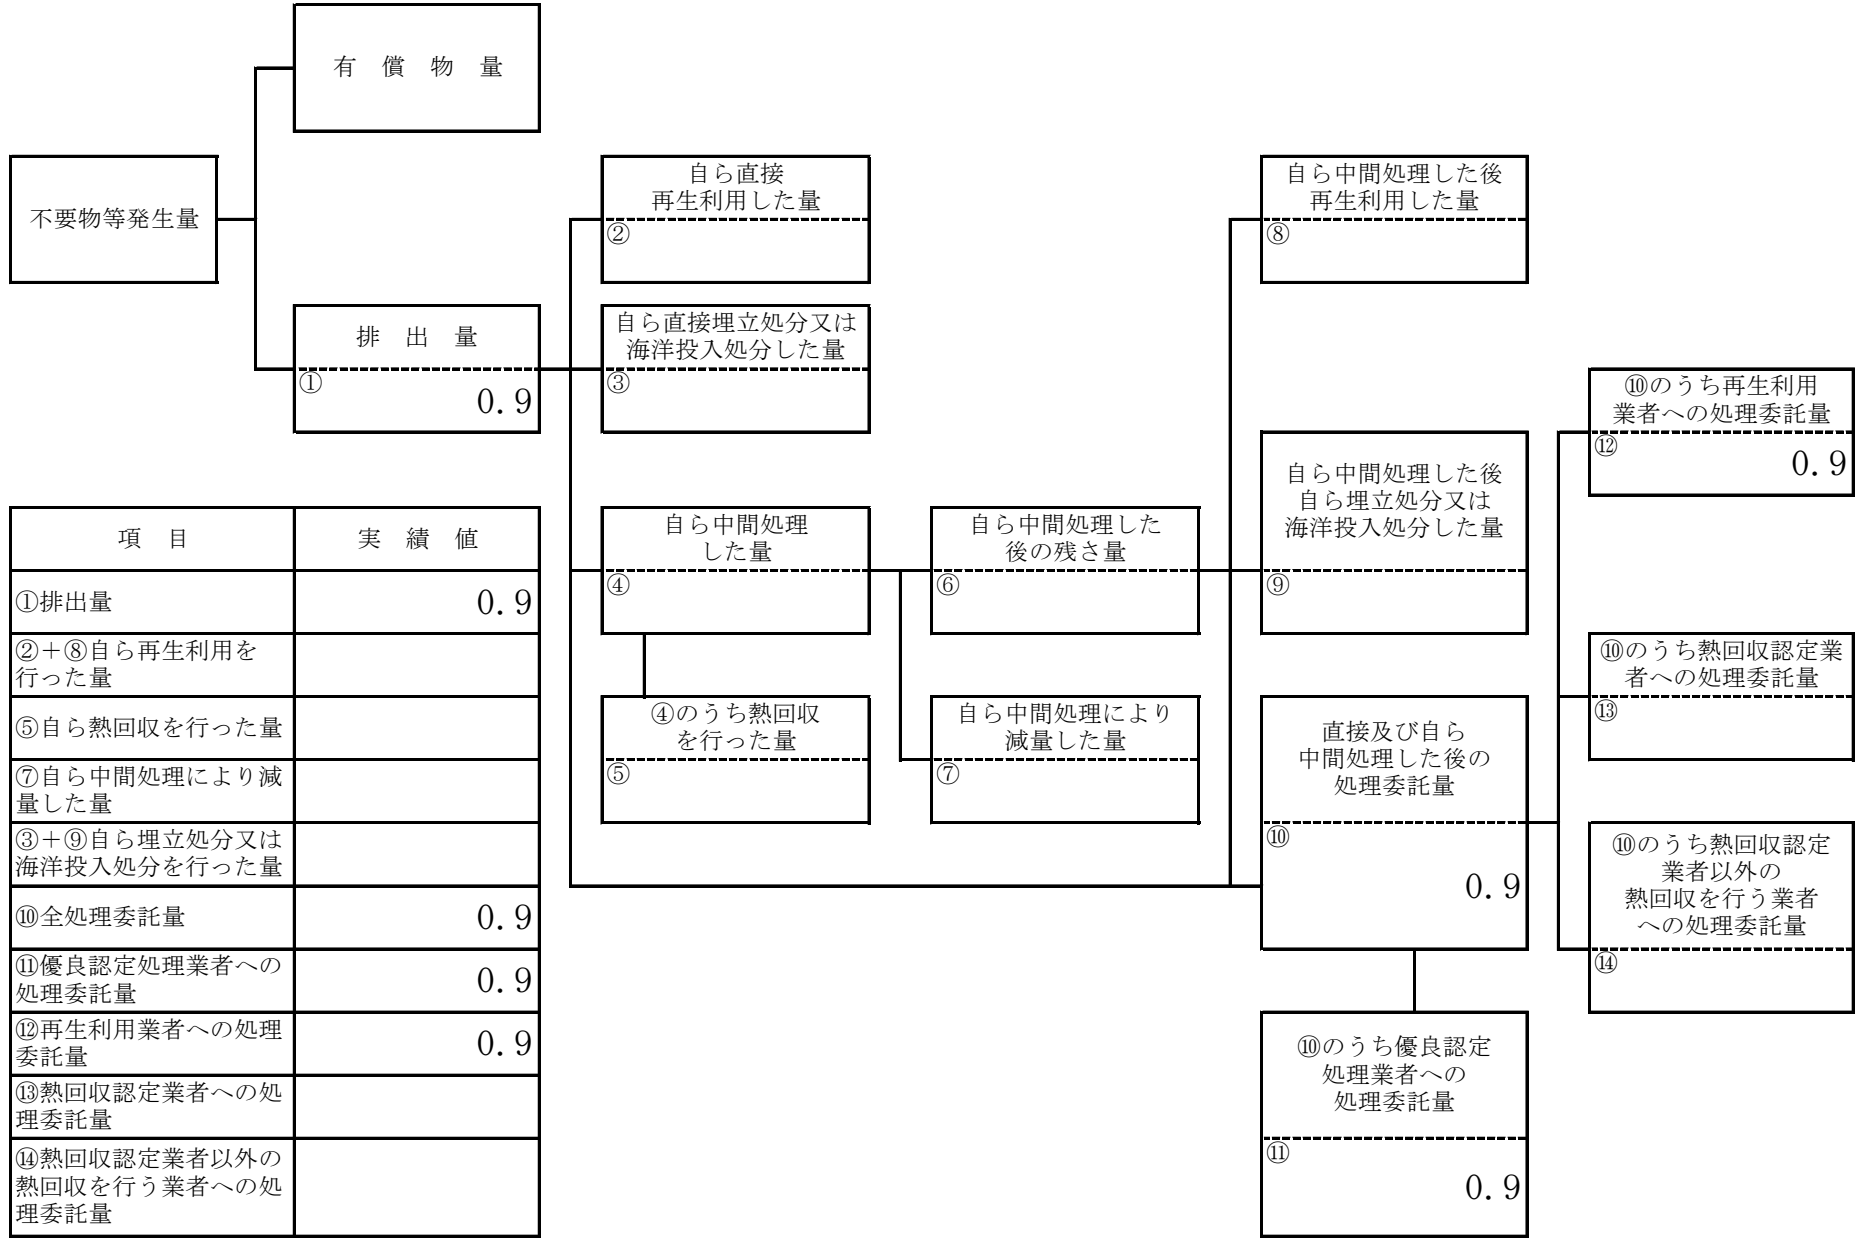 有　償　物　量
不要物等発生量
排　出　量
①
0.9
自ら直接
再生利用した量
②
自ら直接埋立処分又は
海洋投入処分した量
③
自ら中間処理
した量
④
④のうち熱回収
を行った量
⑤
自ら中間処理した
後の残さ量
⑥
自ら中間処理により
減量した量
⑦
自ら中間処理した後
再生利用した量
⑧
自ら中間処理した後
自ら埋立処分又は
海洋投入処分した量
⑨
直接及び自ら
中間処理した後の
処理委託量
⑩
0.9
⑩のうち優良認定
処理業者への
処理委託量
⑪
0.9
⑩のうち再生利用
業者への処理委託量
⑫
0.9
⑩のうち熱回収認定業
者への処理委託量
⑬
⑩のうち熱回収認定
業者以外の
熱回収を行う業者
への処理委託量
⑭
項　目　実　績　値
①排出量　0.9
②＋⑧自ら再生利用を
行った量
⑤自ら熱回収を行った量
⑦自ら中間処理により減
量した量
③＋⑨自ら埋立処分又は
海洋投入処分を行った量
⑩全処理委託量　0.9
⑪優良認定処理業者への
処理委託量　0.9
⑫再生利用業者への処理
委託量　0.9
⑬熱回収認定業者への処
理委託量
⑭熱回収認定業者以外の
熱回収を行う業者への処
理委託量